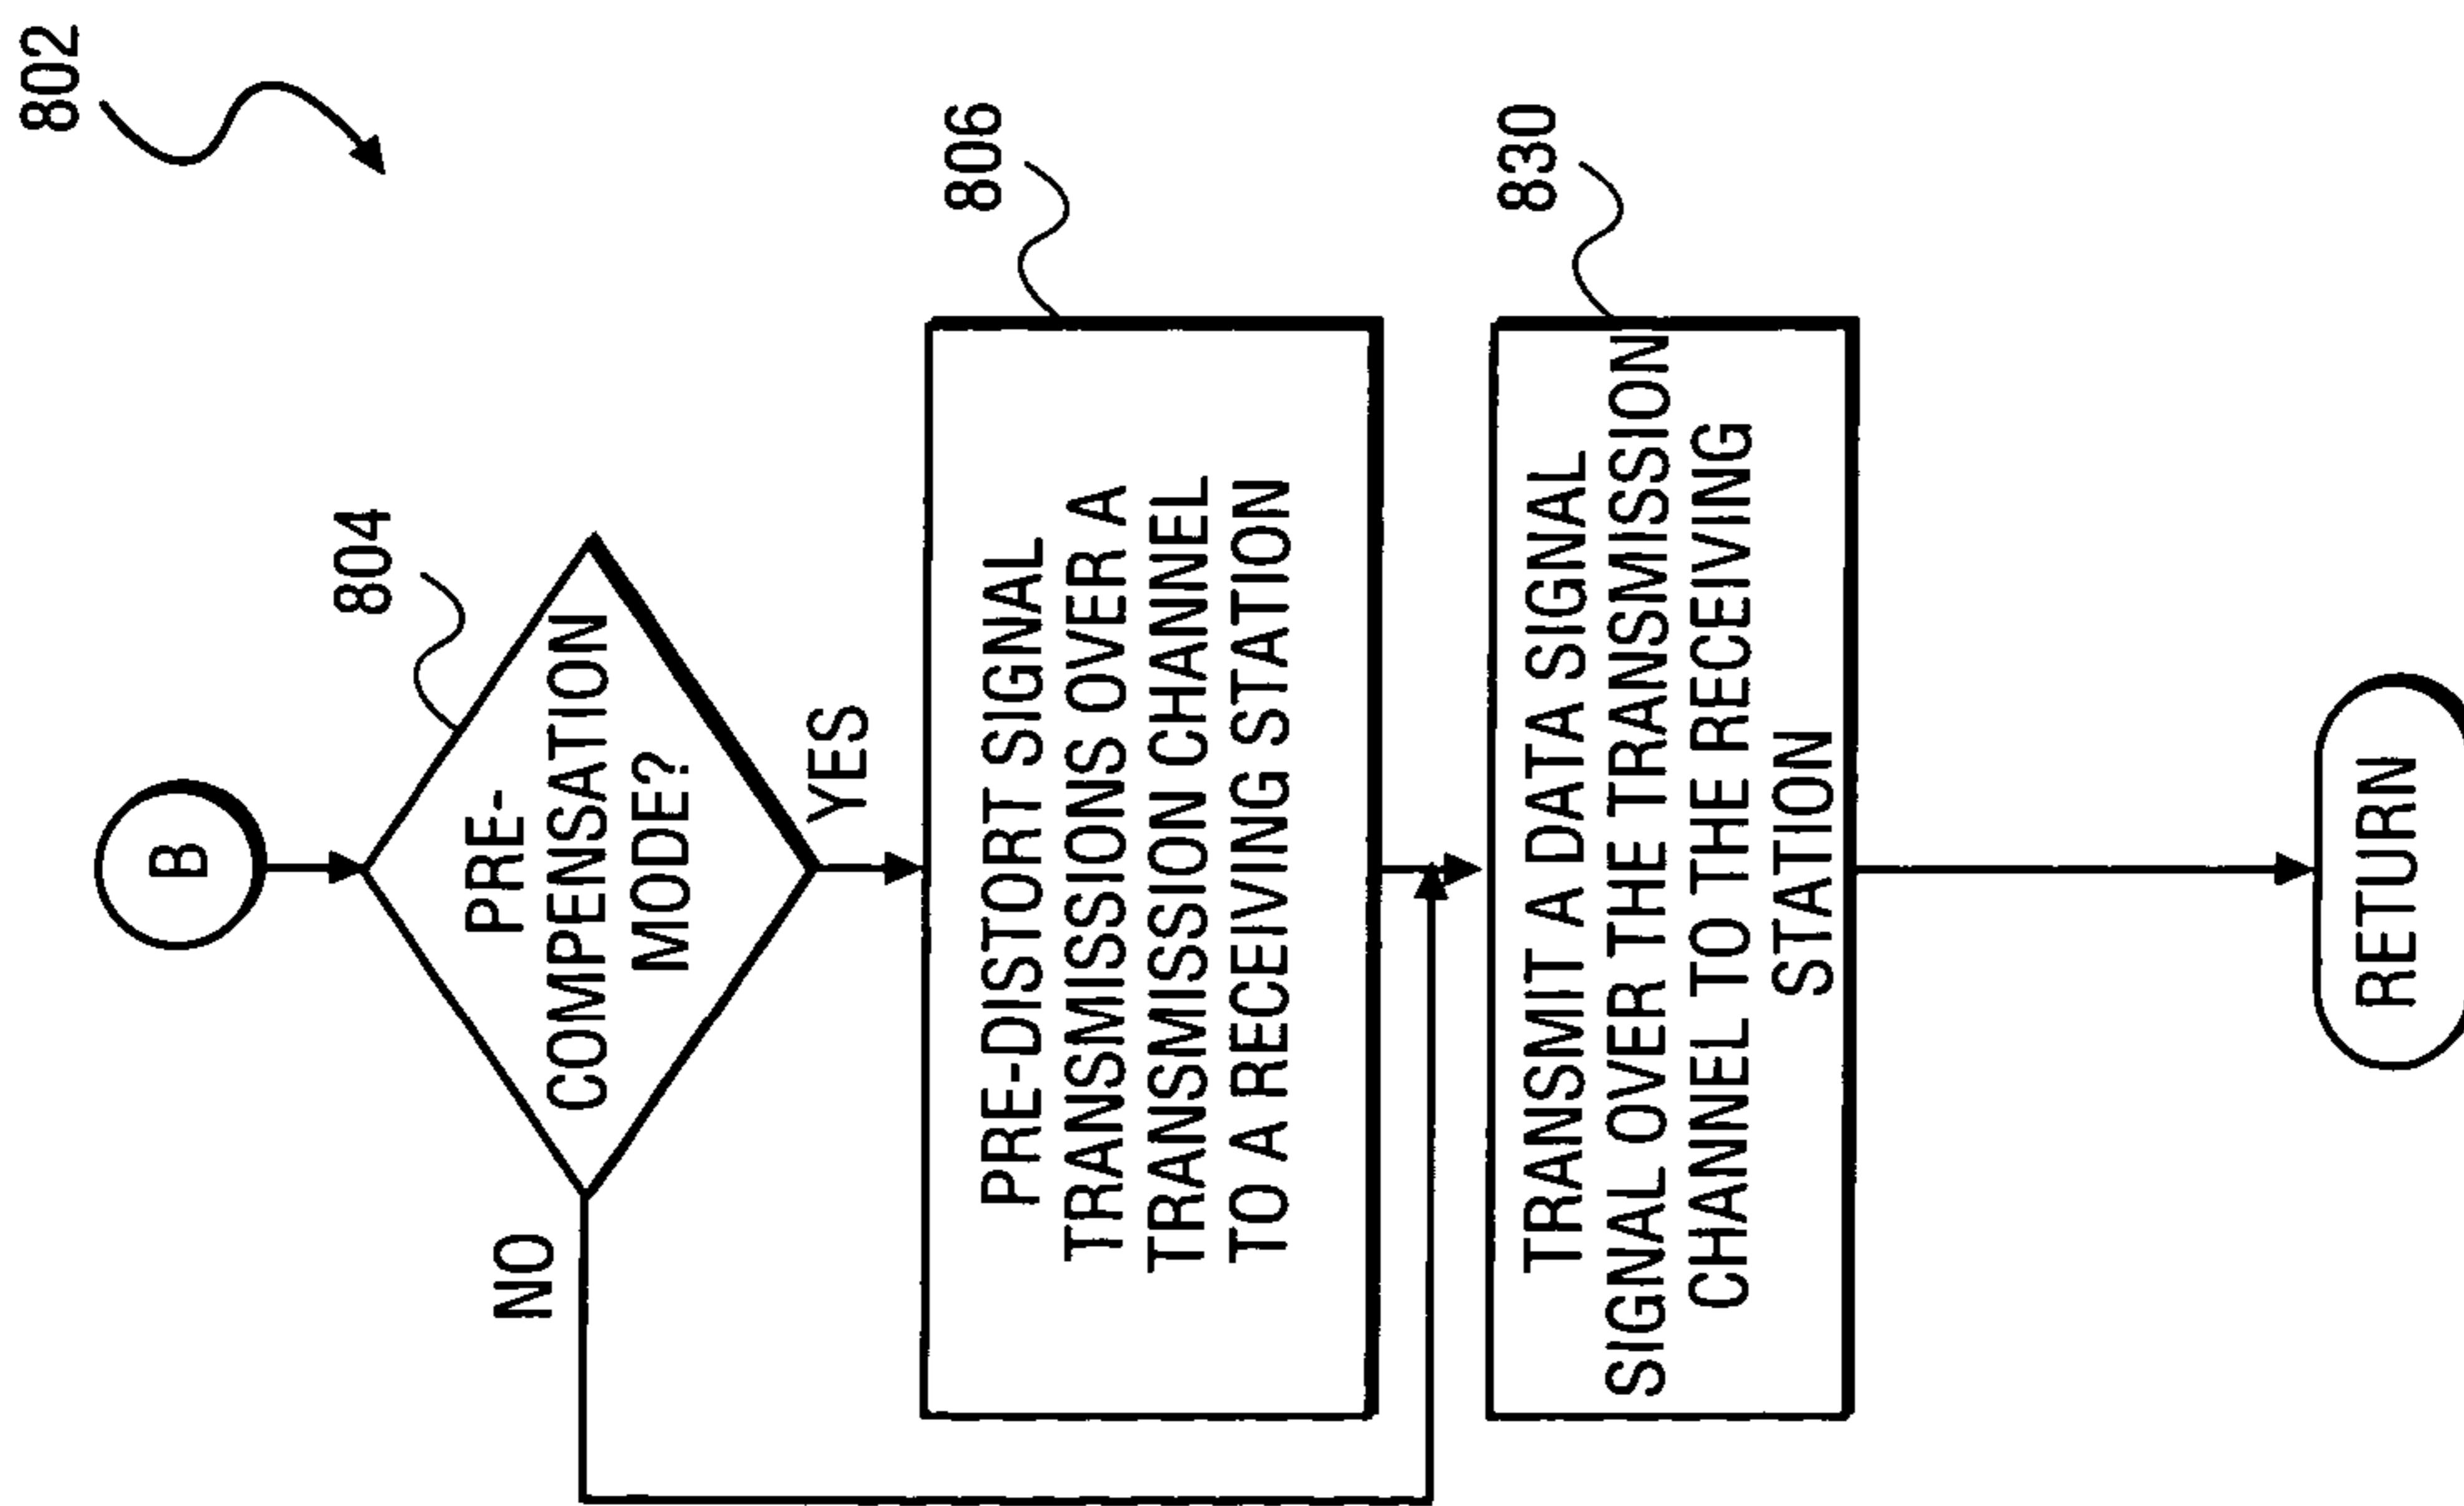 802
B
804
PRE-
COMPENSATION
MODE?
NO
YES
806
PRE-DISTORT SIGNAL
TRANSMISSIONS OVER A
TRANSMISSION CHANNEL
TO A RECEIVING STATION
830
TRANSMIT A DATA SIGNAL
SIGNAL OVER THE TRANSMISSION
CHANNEL TO THE RECEIVING
STATION
RETURN